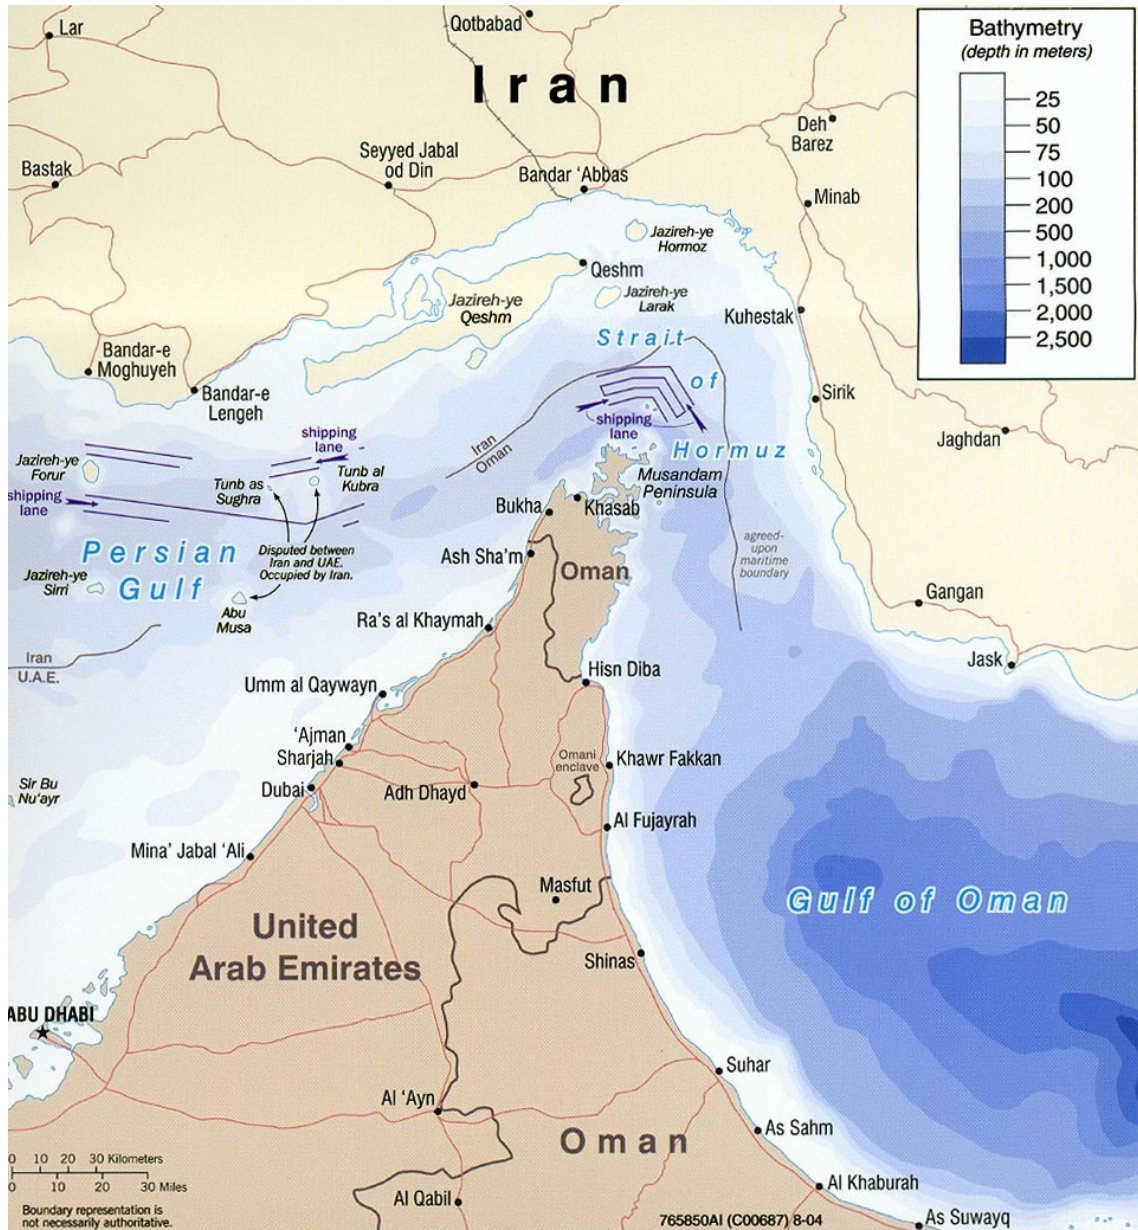 Lar
Qotbabad
Iran
Bathymetry
(depth in meters)
25
50
75
100
200
500
1,000
1,500
2,000
2,500
Deh
Barez
Bastak
Seyyed Jabal
od Din
Bandar 'Abbas
Minab
Jazireh-ye
Hormoz
Qeshm
Jazireh-ye
Qeshm
Jazireh-ye
Larak
Kuhestak
Strait
of
Hormuz
Bandar-e
Moghuyeh
Bandar-e
Lengeh
Sirik
Jaghdan
shipping
lane
Iran
Oman
shipping
lane
Jazireh-ye
Forur
Tunb as
Sughra
Tunb al
Kubra
shipping
lane
Musandam
Peninsula
Bukha
Khasab
Persian
Gulf
Disputed between
Iran and UAE.
Occupied by Iran.
Ash Sha'm
Oman
agreed-
upon
maritime
boundary
Jazireh-ye
Sirri
Abu
Musa
Gangan
Ra's al Khaymah
Iran
U.A.E.
Jask
Hisn Diba
Umm al Qaywayn
'Ajman
Sharjah
Dubai
Omani
enclave
Khawr Fakkan
Sir Bu
Nu'ayr
Adh Dhayd
Al Fujayrah
Mina' Jabal 'Ali
Masfut
Gulf of Oman
United
Arab Emirates
Shinas
ABU DHABI
Suhar
Al 'Ayn
As Sahm
Oman
0 10 20 30 Kilometers
0 10 20 30 Miles
Al Qabil
Al Khaburah
Boundary representation is
not necessarily authoritative.
765850AI (C00687) 8-04
As Suwayq